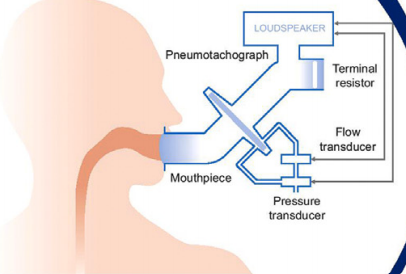 LOUDSPEAKER
Pneumotachograph
Terminal
resistor
Flow
transducer
Mouthpiece
Pressure
transducer